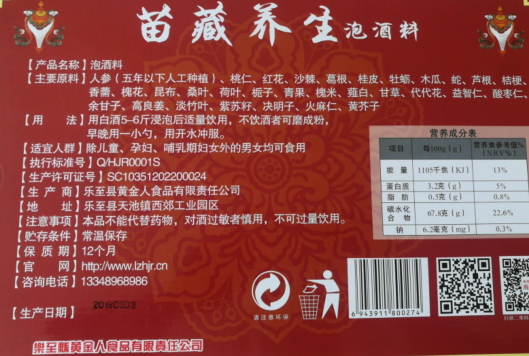 苗藏养生泡酒料
【产品名称】泡酒料
【主要原料】人参（五年以下人工种植）、桃仁、红花、沙棘、葛根、桂皮、牡蛎、木瓜、蛇、芦根、桔梗、
香薷、槐花、昆布、桑叶、荷叶、栀子、青果、槐米、薤白、甘草、代代花、益智仁、酸枣仁、
余甘子、高良姜、淡竹叶、紫苏籽、决明子、火麻仁、黄芥子
【用 法】用白酒5-6斤浸泡后适量饮用，不饮酒者可磨成粉，
早晚用一小勺，用开水冲服。
【适宜人群】除儿童、孕妇、哺乳期妇女外的男女均可食用
【执行标准号】Q/HJR0001S
【生产许可证号】SC10351202200024
【生 产 商】乐至县黄金人食品有限责任公司
【地 址】乐至县天池镇西郊工业园区
【注意事项】本品不能代替药物，对酒过敏者慎用，不可过量饮用。
【贮存条件】常温保存
【保 质 期】12个月
【官 网】http://www.lzhjr.cn
【咨询电话】13348968986
【生产日期】
营养成分表
项目 每100g(g) 营养素参考值%(NRV%)
能 量 1105千焦(KJ) 13%
蛋白质 3.2克(g) 5%
脂 肪 0.5克(g) 0.8%
碳水化合物 67.8克(g) 22.6%
钠 6.2毫克(mg) 0.3%
请注意环保
6943911800274
乐至县黄金人食品有限责任公司